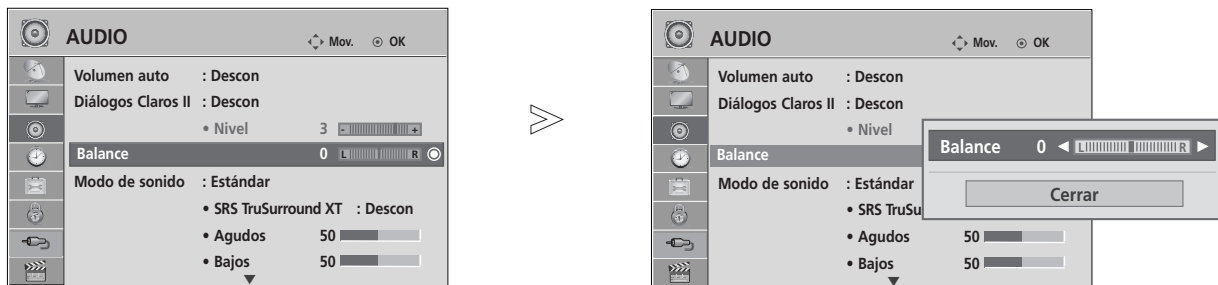 AUDIO Mov. OK
Volumen auto : Descon
Diálogos Claros II : Descon
• Nivel 3 - +
Balance 0 L R
Modo de sonido : Estándar
• SRS TruSurround XT : Descon
• Agudos 50
• Bajos 50
AUDIO Mov. OK
Volumen auto : Descon
Diálogos Claros II : Descon
• Nivel
Balance
Modo de sonido : Estándar
• SRS TruSu
• Agudos 50
• Bajos 50
Balance 0 L R
Cerrar